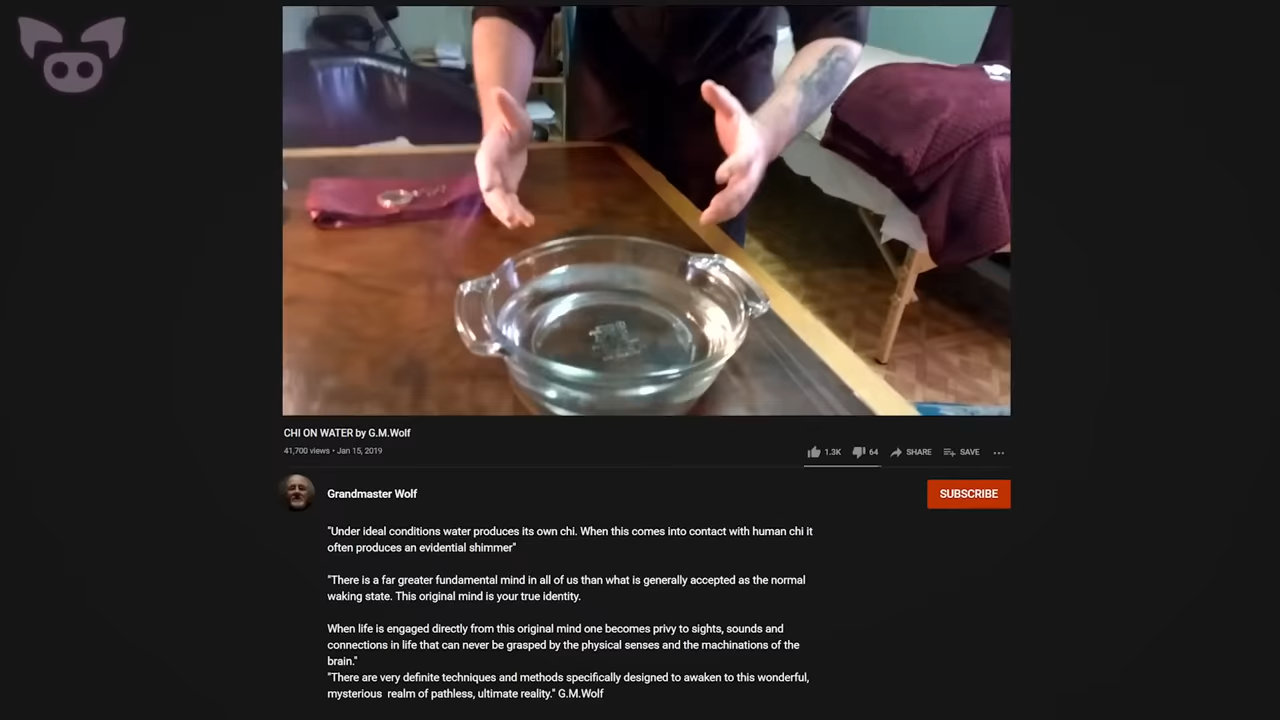 CHI ON WATER by G.M.Wolf
41,700 views • Jan 15, 2019
1.3K 64 SHARE SAVE
Grandmaster Wolf
SUBSCRIBE
"Under ideal conditions water produces its own chi. When this comes into contact with human chi it
often produces an evidential shimmer"
"There is a far greater fundamental mind in all of us than what is generally accepted as the normal
waking state. This original mind is your true identity.
When life is engaged directly from this original mind one becomes privy to sights, sounds and
connections in life that can never be grasped by the physical senses and the machinations of the
brain."
"There are very definite techniques and methods specifically designed to awaken to this wonderful,
mysterious realm of pathless, ultimate reality." G.M.Wolf